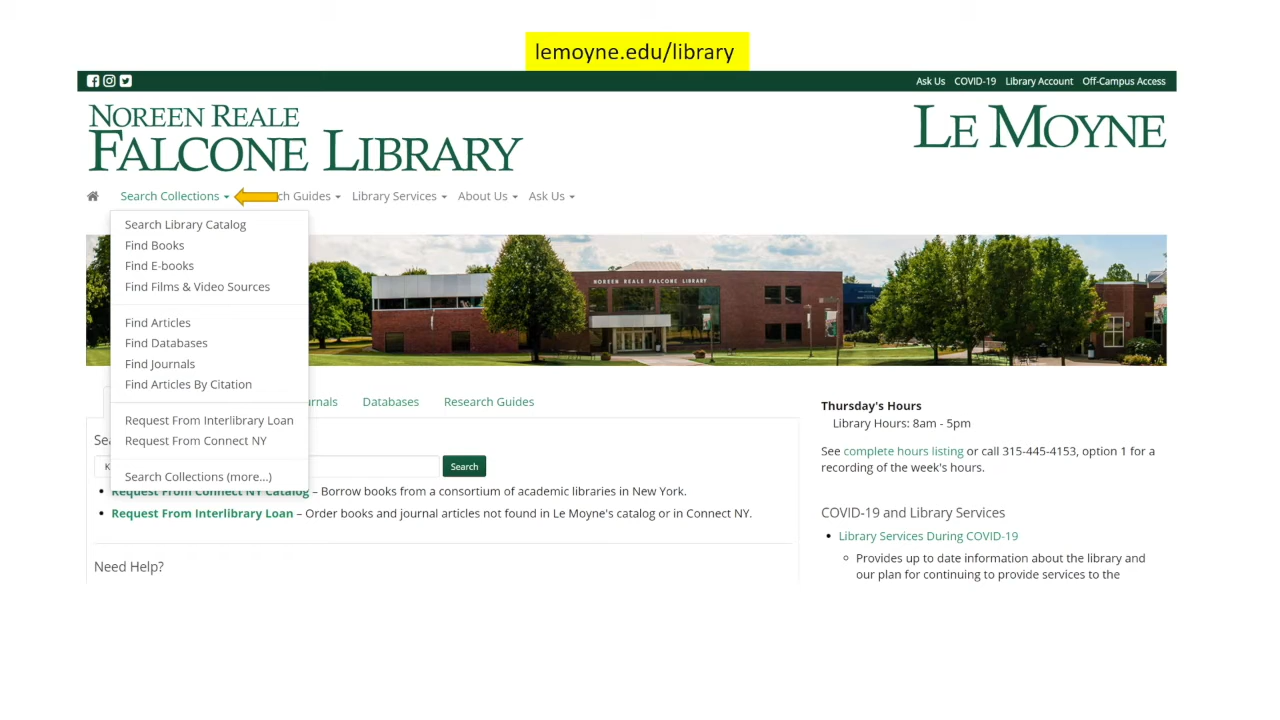 lemoyne.edu/library
Ask Us COVID-19 Library Account Off-Campus Access
NOREEN REALE
FALCONE LIBRARY
LE MOYNE
Search Collections ch Guides Library Services About Us Ask Us
Search Library Catalog
Find Books
Find E-books
Find Films & Video Sources
Find Articles
Find Databases
Find Journals
Find Articles By Citation
Request From Interlibrary Loan
Request From Connect NY
Search Collections (more...)
NOREEN REALE FALCONE LIBRARY
rnals Databases Research Guides
Sea
K
Search
Request From Connect NY Catalog – Borrow books from a consortium of academic libraries in New York.
Request From Interlibrary Loan – Order books and journal articles not found in Le Moyne's catalog or in Connect NY.
Need Help?
Thursday's Hours
Library Hours: 8am - 5pm
See complete hours listing or call 315-445-4153, option 1 for a
recording of the week's hours.
COVID-19 and Library Services
Library Services During COVID-19
Provides up to date information about the library and
our plan for continuing to provide services to the